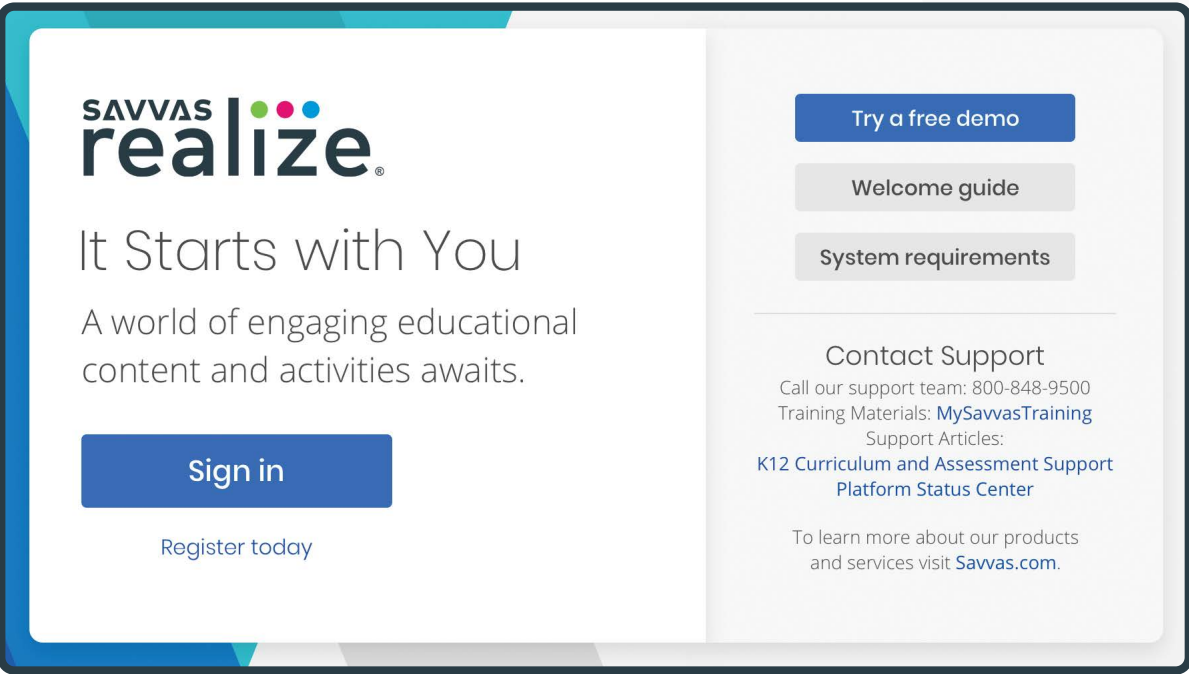 SAVVAS
realize®
It Starts with You
A world of engaging educational
content and activities awaits.
Sign in
Register today
Try a free demo
Welcome guide
System requirements
Contact Support
Call our support team: 800-848-9500
Training Materials: MySavvasTraining
Support Articles:
K12 Curriculum and Assessment Support
Platform Status Center
To learn more about our products
and services visit Savvas.com.